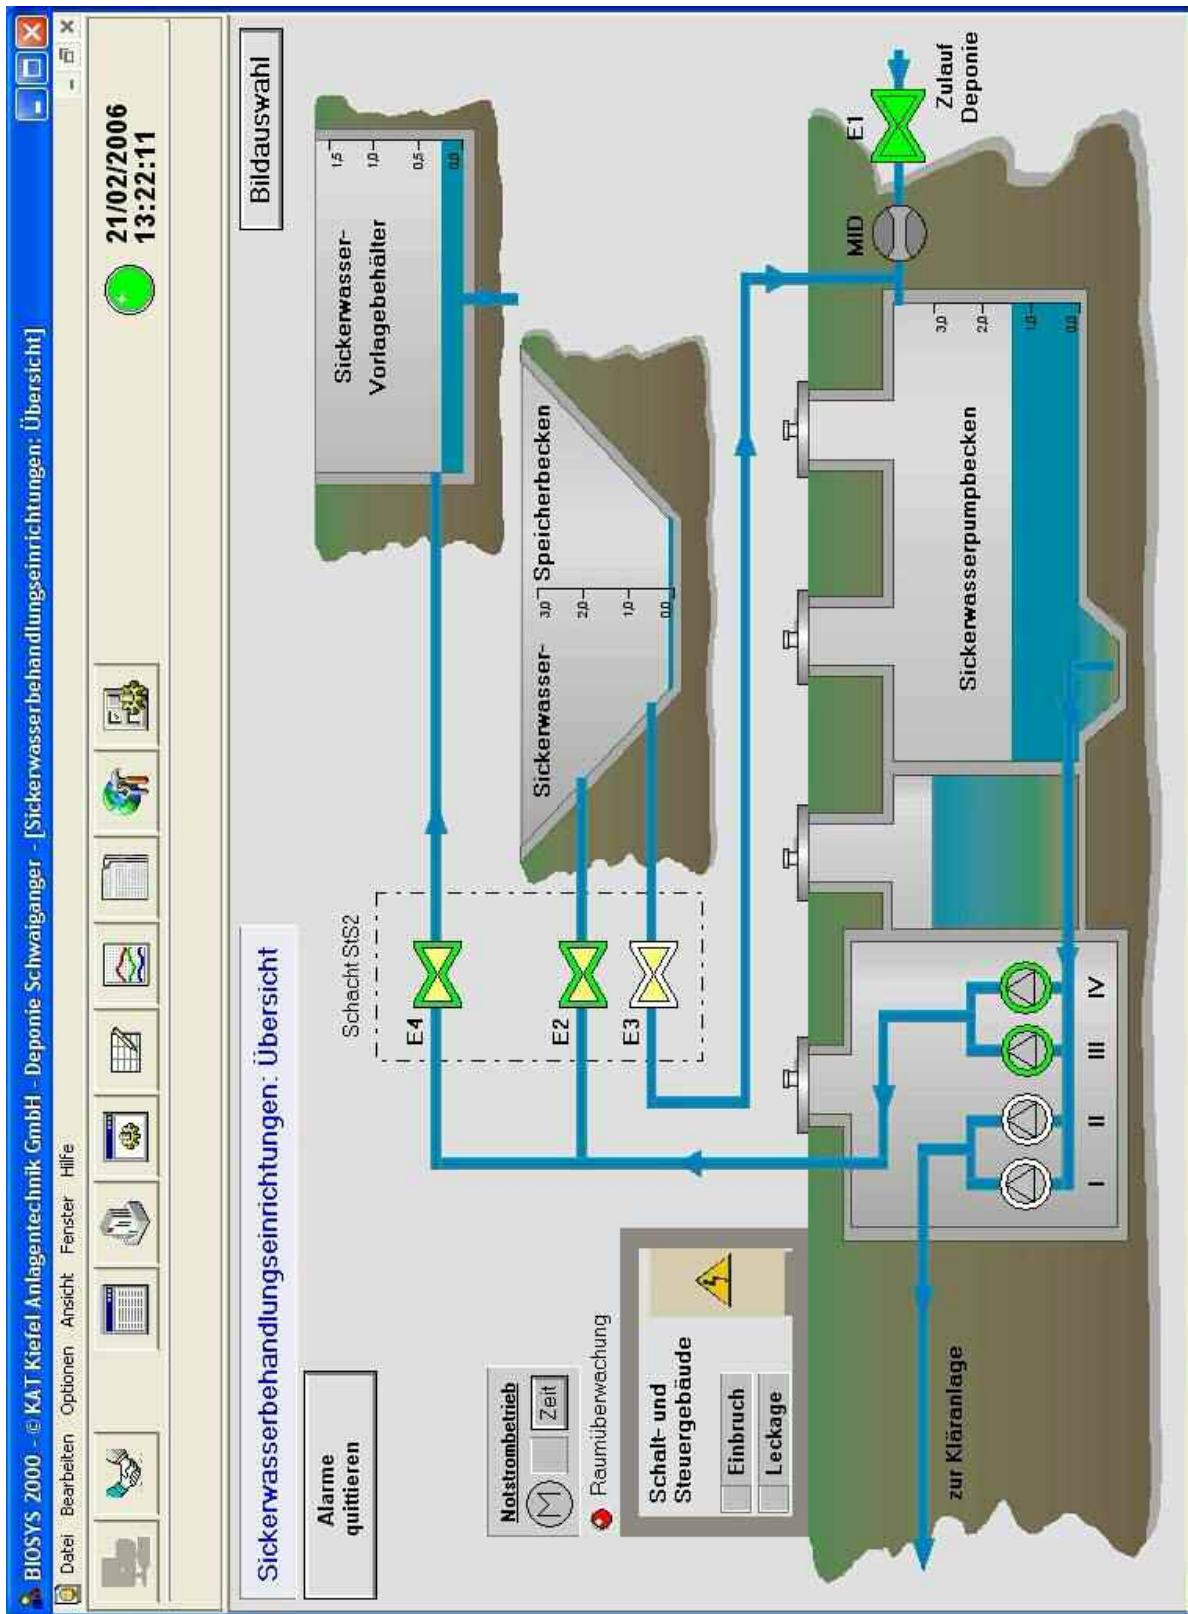 BIOSYS 2000 - © KAT Kiefel Anlagentechnik GmbH - Deponie Schwaiganger - [Sickerwasserbehandlungseinrichtungen: Übersicht]
Datei Bearbeiten Optionen Ansicht Fenster Hilfe
21/02/2006
13:22:11
Sickerwasserbehandlungseinrichtungen: Übersicht
Bildauswahl
Alarme
quittieren
Schacht StS2
E4
E2
E3
Sickerwasser-
Vorlagebehälter
1,5
1,0
0,5
0,0
Sickerwasser- Speicherbecken
3,0
2,0
1,0
0,0
Notstrombetrieb
M Zeit
Raumüberwachung
Schalt- und
Steuergebäude
Einbruch
Leckage
MID
E1
Zulauf
Deponie
Sickerwasserpumpbecken
3,0
2,0
1,0
0,0
zur Kläranlage
I II III IV